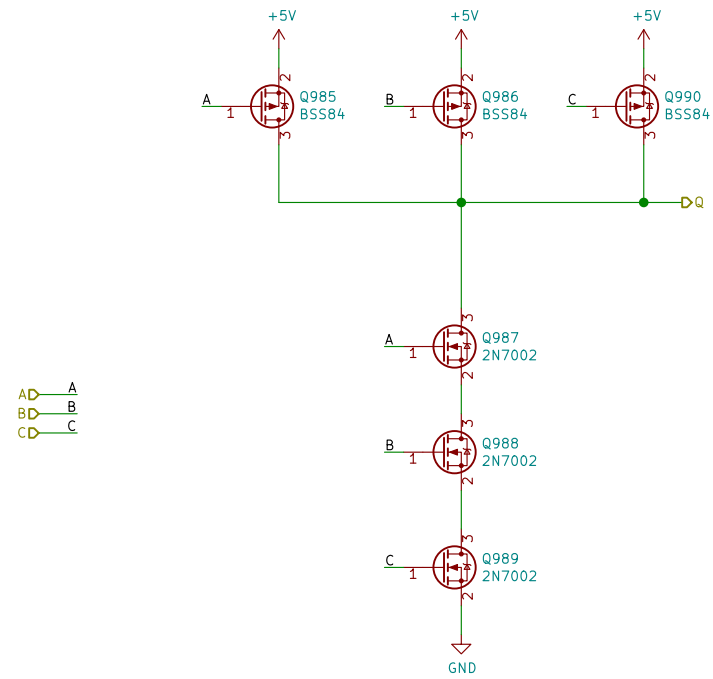 +5V +5V +5V
2 2 2
A 1 Q985 B 1 Q986 C 1 Q990
BSS84 BSS84 BSS84
3 3 3
Q
3
A 1 Q987
2N7002
2
A A
B B
C C
3
B 1 Q988
2N7002
2
3
C 1 Q989
2N7002
2
GND